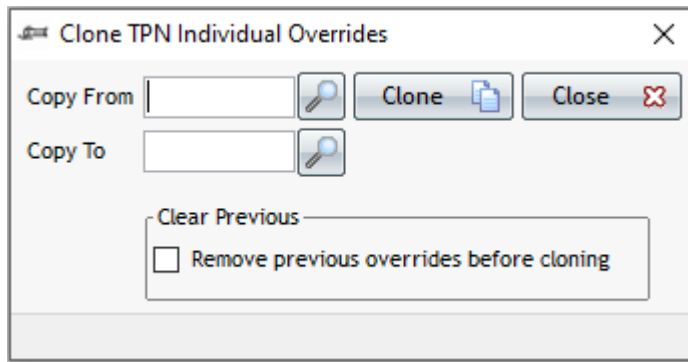 Clone TPN Individual Overrides
Copy From Clone Close
Copy To
Clear Previous
Remove previous overrides before cloning